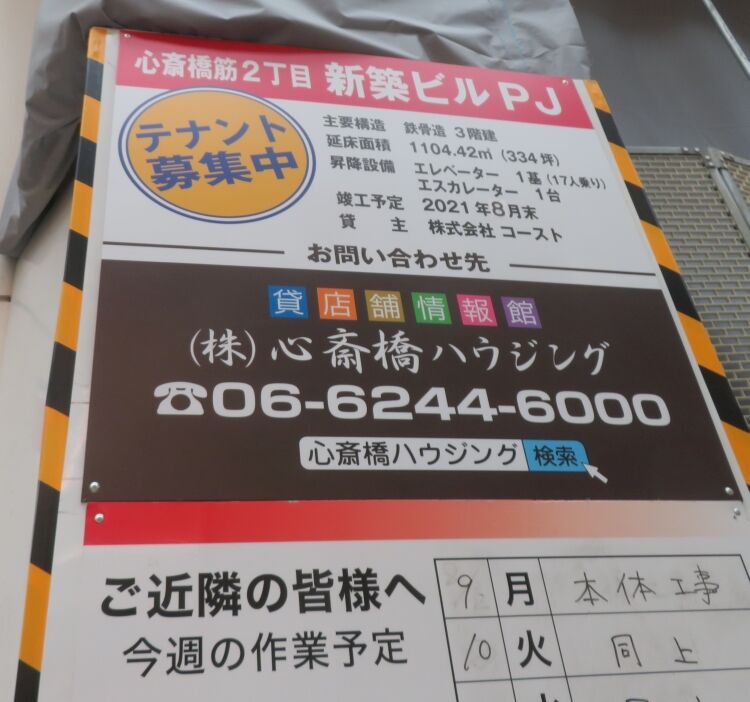 心斎橋筋2丁目 新築ビルPJ
テナント
募集中
主要構造 鉄骨造 3階建
延床面積 1104.42㎡(334坪)
昇降設備 エレベーター 1基(17人乗り)
エスカレーター 1台
竣工予定 2021年8月末
貸主 株式会社 コースト
お問い合わせ先
貸店舗情報館
(株)心斎橋ハウジング
☎06-6244-6000
心斎橋ハウジング 検索
ご近隣の皆様へ
今週の作業予定
9 月 本体工事
10 火 同上